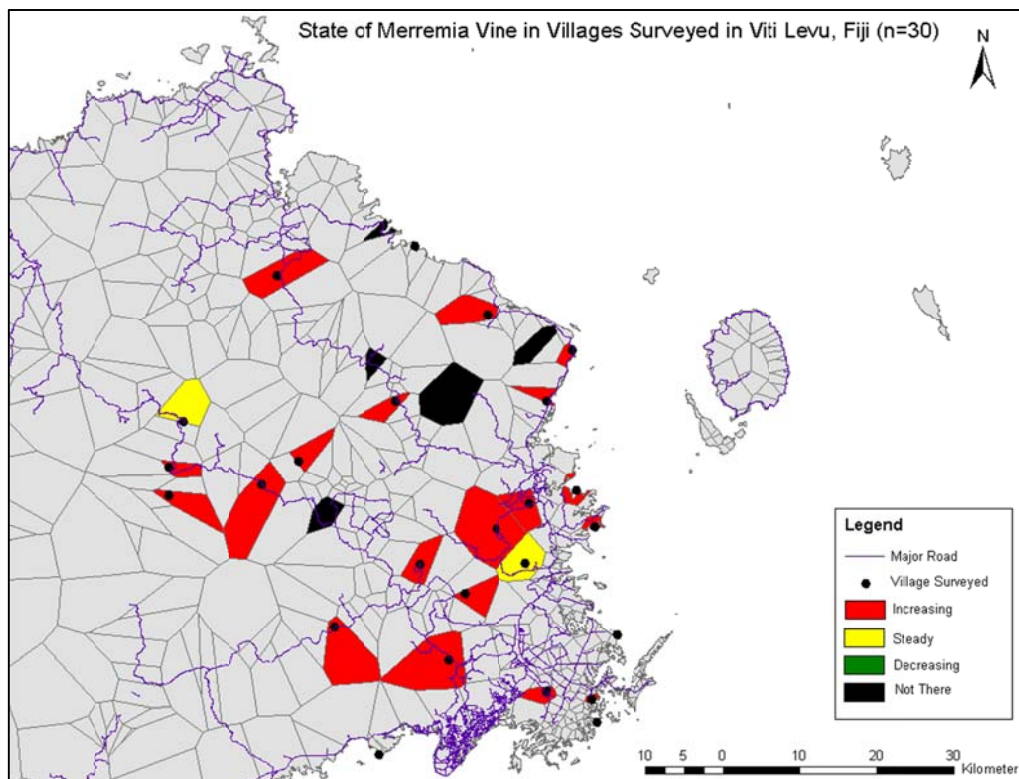 State of Merremia Vine in Villages Surveyed in Viti Levu, Fiji (n=30)
N
Legend
Major Road
Village Surveyed
Increasing
Steady
Decreasing
Not There
10 5 0 10 20 30
Kilometer